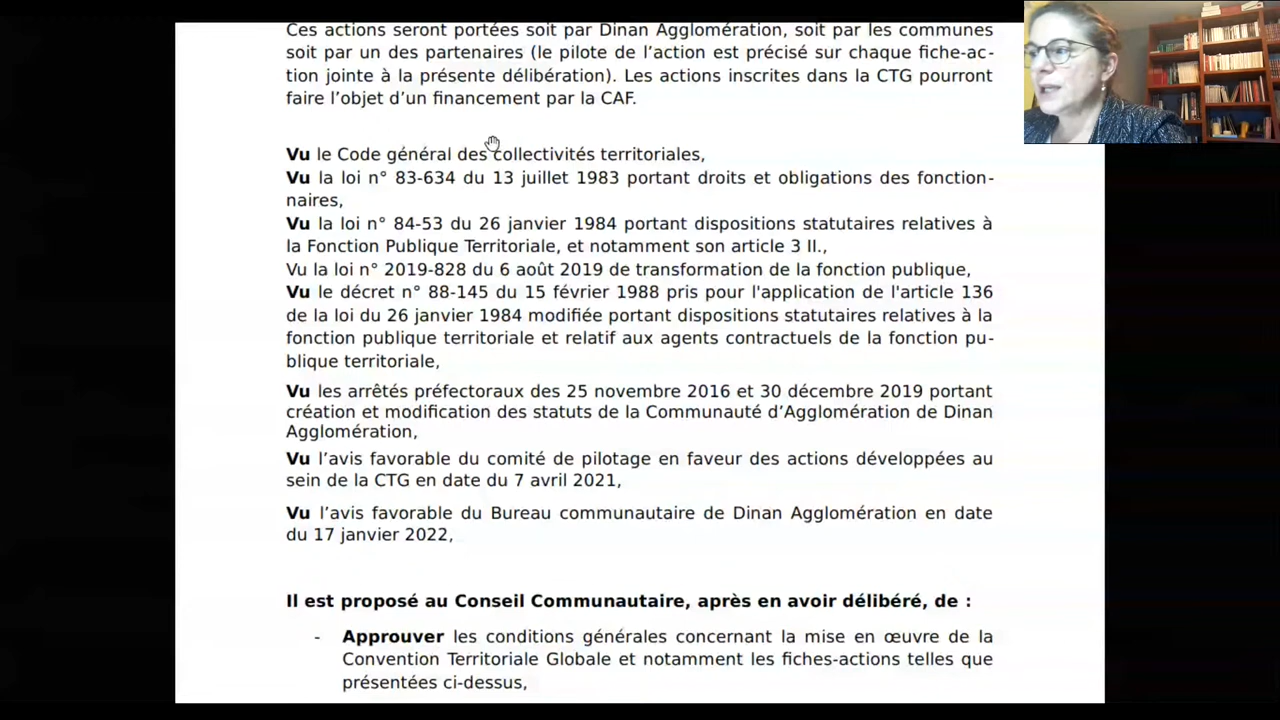 Ces actions seront portées soit par Dinan Agglomération, soit par les communes
soit par un des partenaires (le pilote de l’action est précisé sur chaque fiche-ac-
tion jointe à la présente délibération). Les actions inscrites dans la CTG pourront
faire l’objet d’un financement par la CAF.
Vu le Code général des collectivités territoriales,
Vu la loi n° 83-634 du 13 juillet 1983 portant droits et obligations des fonction-
naires,
Vu la loi n° 84-53 du 26 janvier 1984 portant dispositions statutaires relatives à
la Fonction Publique Territoriale, et notamment son article 3 II.,
Vu la loi n° 2019-828 du 6 août 2019 de transformation de la fonction publique,
Vu le décret n° 88-145 du 15 février 1988 pris pour l'application de l'article 136
de la loi du 26 janvier 1984 modifiée portant dispositions statutaires relatives à la
fonction publique territoriale et relatif aux agents contractuels de la fonction pu-
blique territoriale,
Vu les arrêtés préfectoraux des 25 novembre 2016 et 30 décembre 2019 portant
création et modification des statuts de la Communauté d’Agglomération de Dinan
Agglomération,
Vu l’avis favorable du comité de pilotage en faveur des actions développées au
sein de la CTG en date du 7 avril 2021,
Vu l’avis favorable du Bureau communautaire de Dinan Agglomération en date
du 17 janvier 2022,
Il est proposé au Conseil Communautaire, après en avoir délibéré, de :
- Approuver les conditions générales concernant la mise en œuvre de la
Convention Territoriale Globale et notamment les fiches-actions telles que
présentées ci-dessus,